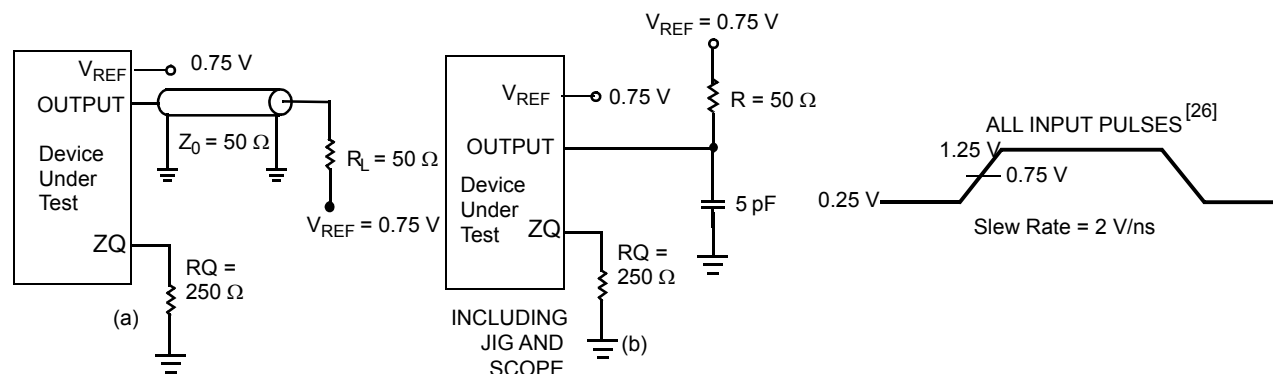 V_REF 0.75 V
OUTPUT
Z_0 = 50 Ω
Device
Under
Test
R_L = 50 Ω
V_REF = 0.75 V
ZQ
RQ =
250 Ω
(a)
V_REF = 0.75 V
R = 50 Ω
V_REF 0.75 V
OUTPUT
Device
Under
Test
5 pF
ZQ
RQ =
250 Ω
INCLUDING
JIG AND
SCOPE
(b)
ALL INPUT PULSES [26]
1.25 V
0.75 V
0.25 V
Slew Rate = 2 V/ns